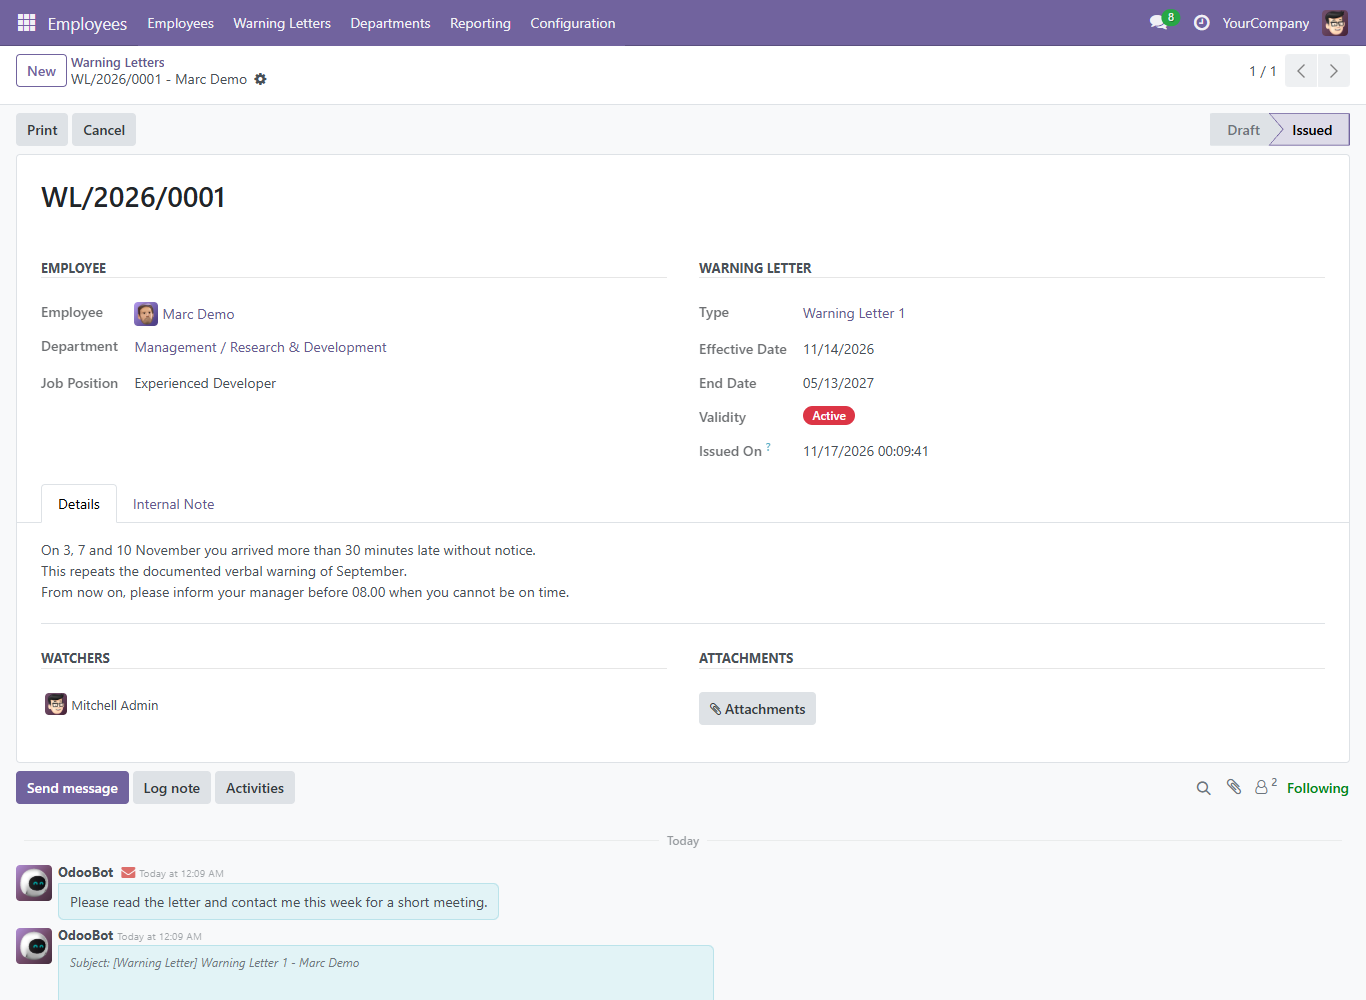 Employees
Employees
Warning Letters
Departments
Reporting
Configuration
8
YourCompany
New
Warning Letters
WL/2026/0001 - Marc Demo
1 / 1
Print
Cancel
Draft
Issued
WL/2026/0001
EMPLOYEE
Employee
Marc Demo
Department
Management / Research & Development
Job Position
Experienced Developer
WARNING LETTER
Type
Warning Letter 1
Effective Date
11/14/2026
End Date
05/13/2027
Validity
Active
Issued On ?
11/17/2026 00:09:41
Details
Internal Note
On 3, 7 and 10 November you arrived more than 30 minutes late without notice.
This repeats the documented verbal warning of September.
From now on, please inform your manager before 08.00 when you cannot be on time.
WATCHERS
Mitchell Admin
ATTACHMENTS
Attachments
Send message
Log note
Activities
2
Following
Today
OdooBot
Today at 12:09 AM
Please read the letter and contact me this week for a short meeting.
OdooBot
Today at 12:09 AM
Subject: [Warning Letter] Warning Letter 1 - Marc Demo